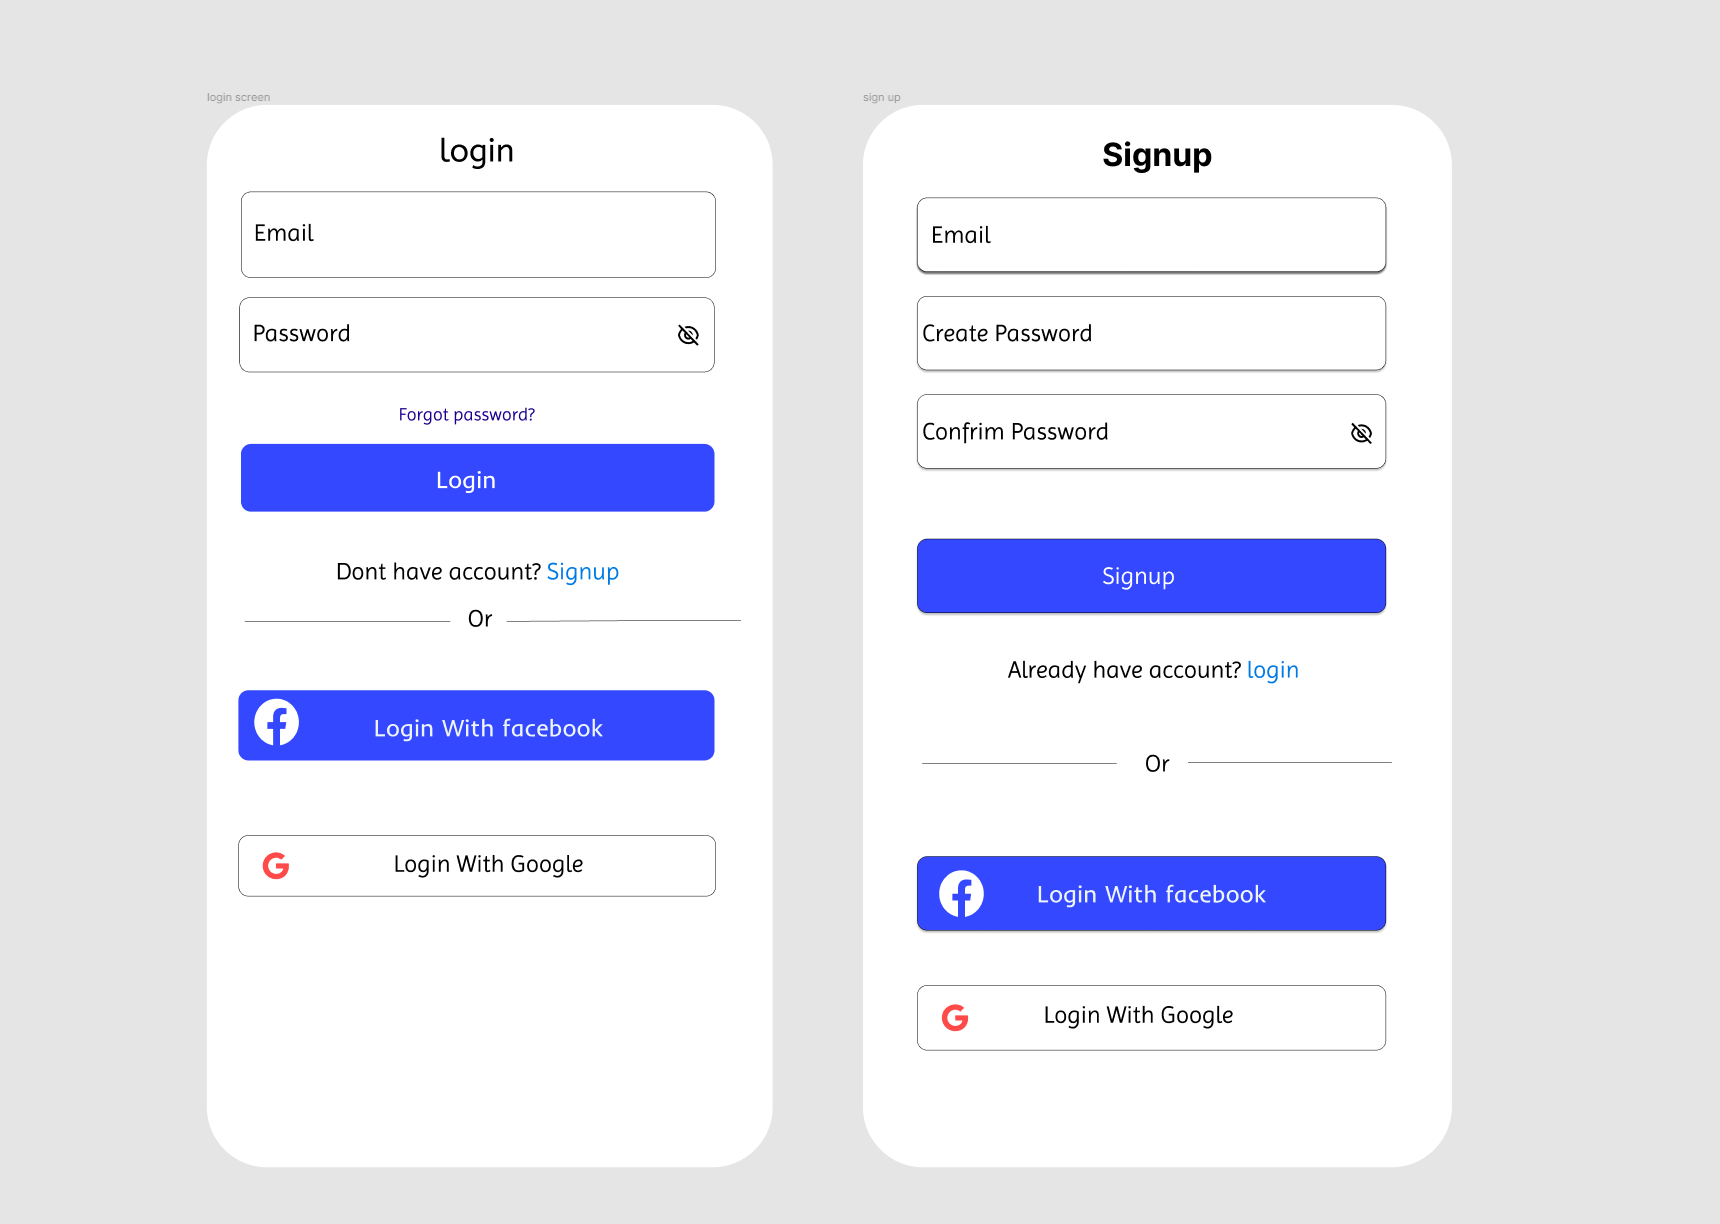 login screen
login
Email
Password
Forgot password?
Login
Dont have account? Signup
Or
Login With facebook
Login With Google
sign up
Signup
Email
Create Password
Confrim Password
Signup
Already have account? login
Or
Login With facebook
Login With Google